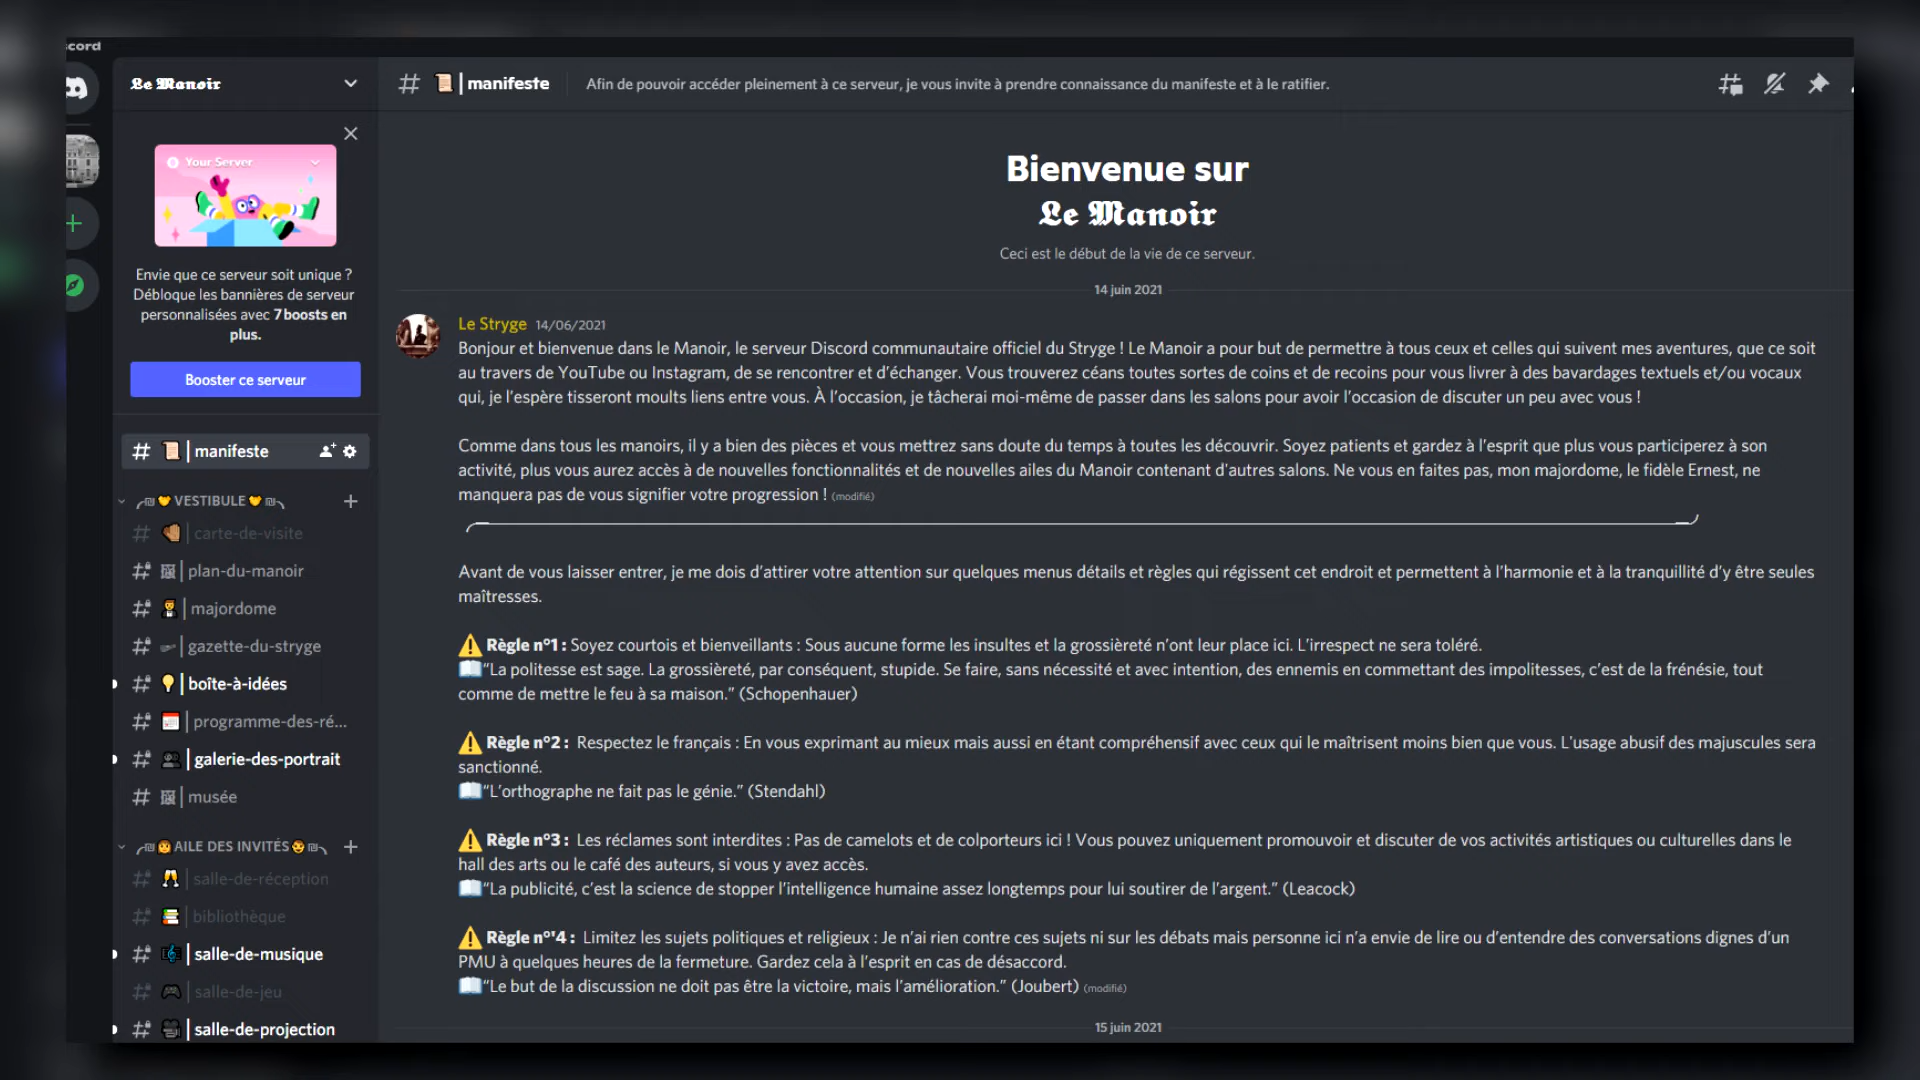 scord
Le Manoir
Your Server
Envie que ce serveur soit unique ?
Débloque les bannières de serveur
personnalisées avec 7 boosts en
plus.
Booster ce serveur
# 📜 | manifeste
VESTIBULE
carte-de-visite
plan-du-manoir
majordome
gazette-du-stryge
boîte-à-idées
programme-des-ré...
galerie-des-portrait
musée
AILE DES INVITÉS
salle-de-réception
bibliothèque
salle-de-musique
salle-de-jeu
salle-de-projection
# 📜 | manifeste Afin de pouvoir accéder pleinement à ce serveur, je vous invite à prendre connaissance du manifeste et à le ratifier.
Bienvenue sur
Le Manoir
Ceci est le début de la vie de ce serveur.
14 juin 2021
Le Stryge 14/06/2021
Bonjour et bienvenue dans le Manoir, le serveur Discord communautaire officiel du Stryge ! Le Manoir a pour but de permettre à tous ceux et celles qui suivent mes aventures, que ce soit
au travers de YouTube ou Instagram, de se rencontrer et d'échanger. Vous trouverez céans toutes sortes de coins et de recoins pour vous livrer à des bavardages textuels et/ou vocaux
qui, je l'espère tisseront moults liens entre vous. À l'occasion, je tâcherai moi-même de passer dans les salons pour avoir l'occasion de discuter un peu avec vous !
Comme dans tous les manoirs, il y a bien des pièces et vous mettrez sans doute du temps à toutes les découvrir. Soyez patients et gardez à l'esprit que plus vous participerez à son
activité, plus vous aurez accès à de nouvelles fonctionnalités et de nouvelles ailes du Manoir contenant d'autres salons. Ne vous en faites pas, mon majordome, le fidèle Ernest, ne
manquera pas de vous signifier votre progression ! (modifié)
Avant de vous laisser entrer, je me dois d'attirer votre attention sur quelques menus détails et règles qui régissent cet endroit et permettent à l'harmonie et à la tranquillité d'y être seules
maîtresses.
⚠️ Règle n°1 : Soyez courtois et bienveillants : Sous aucune forme les insultes et la grossièreté n'ont leur place ici. L'irrespect ne sera toléré.
📖 “La politesse est sage. La grossièreté, par conséquent, stupide. Se faire, sans nécessité et avec intention, des ennemis en commettant des impolitesses, c'est de la frénésie, tout
comme de mettre le feu à sa maison.” (Schopenhauer)
⚠️ Règle n°2 : Respectez le français : En vous exprimant au mieux mais aussi en étant compréhensif avec ceux qui le maîtrisent moins bien que vous. L'usage abusif des majuscules sera
sanctionné.
📖 “L'orthographe ne fait pas le génie.” (Stendahl)
⚠️ Règle n°3 : Les réclames sont interdites : Pas de camelots et de colporteurs ici ! Vous pouvez uniquement promouvoir et discuter de vos activités artistiques ou culturelles dans le
hall des arts ou le café des auteurs, si vous y avez accès.
📖 “La publicité, c'est la science de stopper l'intelligence humaine assez longtemps pour lui soutirer de l'argent.” (Leacock)
⚠️ Règle n°'4 : Limitez les sujets politiques et religieux : Je n'ai rien contre ces sujets ni sur les débats mais personne ici n'a envie de lire ou d'entendre des conversations dignes d'un
PMU à quelques heures de la fermeture. Gardez cela à l'esprit en cas de désaccord.
📖 “Le but de la discussion ne doit pas être la victoire, mais l'amélioration.” (Joubert) (modifié)
15 juin 2021